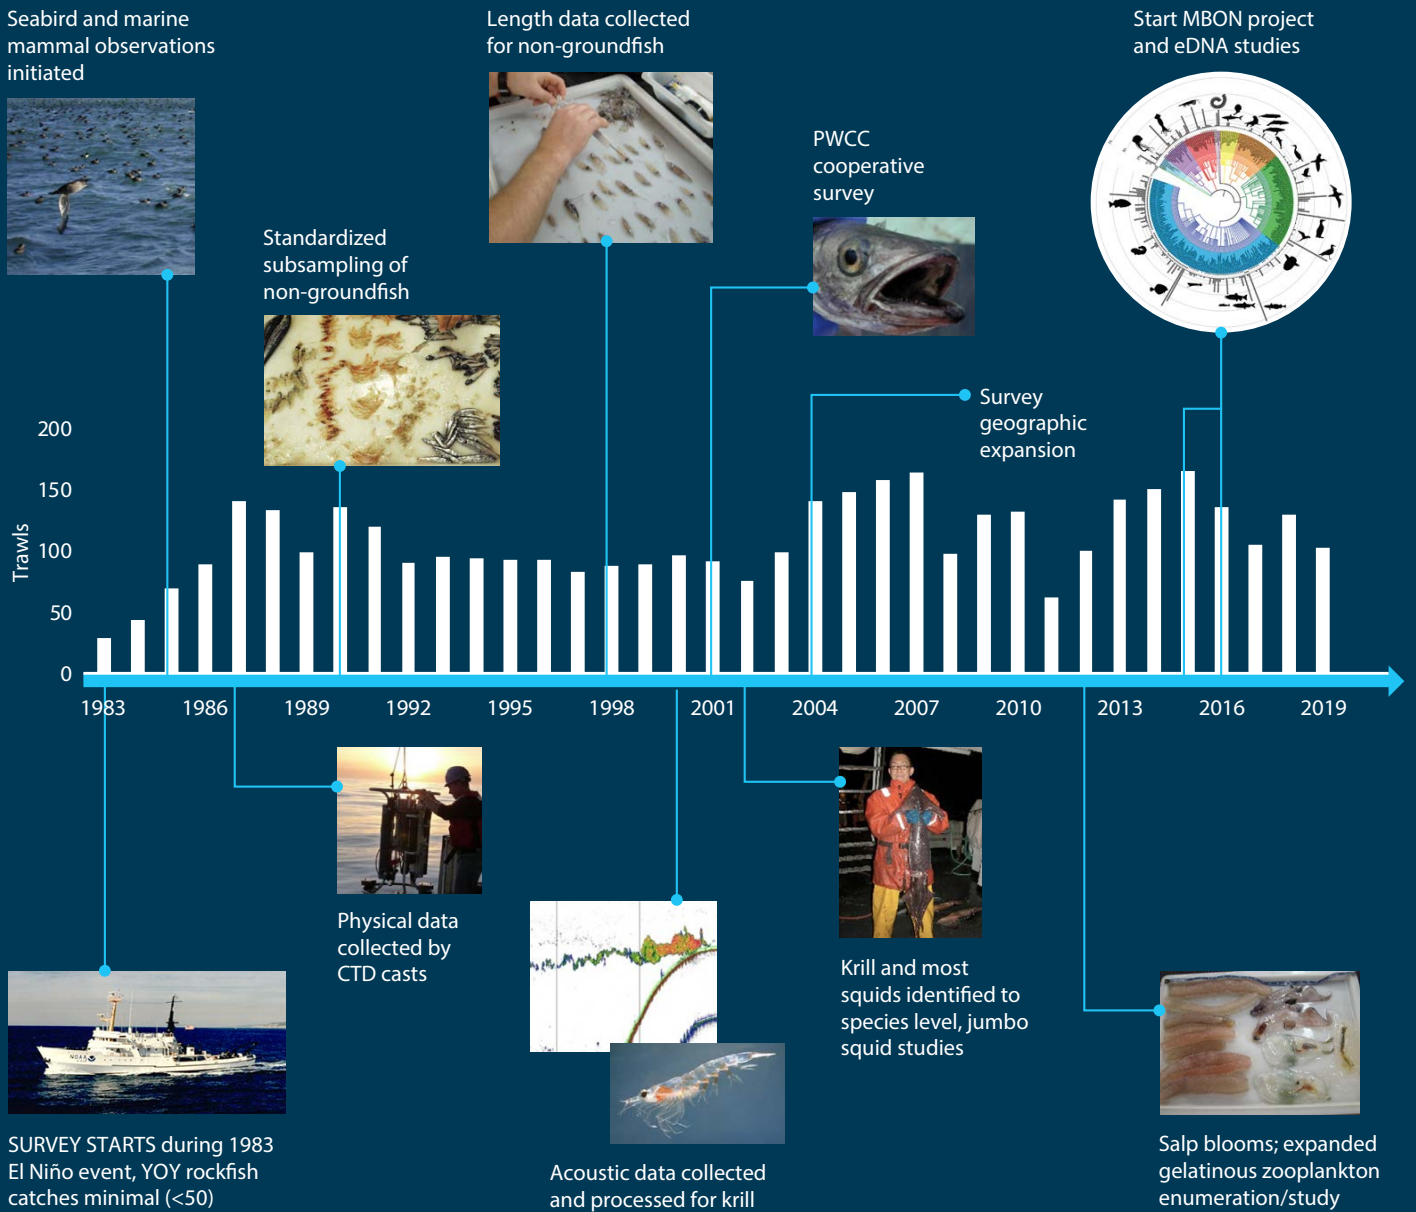 Seabird and marine
mammal observations
initiated
Length data collected
for non-groundfish
Start MBON project
and eDNA studies
PWCC
cooperative
survey
Standardized
subsampling of
non-groundfish
Survey
geographic
expansion
Trawls
200
150
100
50
0
1983 1986 1989 1992 1995 1998 2001 2004 2007 2010 2013 2016 2019
Physical data
collected by
CTD casts
Krill and most
squids identified to
species level, jumbo
squid studies
NOAA
SURVEY STARTS during 1983
El Niño event, YOY rockfish
catches minimal (<50)
Acoustic data collected
and processed for krill
Salp blooms; expanded
gelatinous zooplankton
enumeration/study